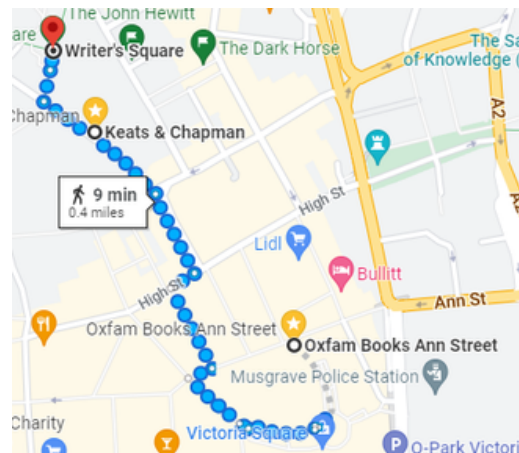 The John Hewitt
are
Writer's Square
The Dark Horse
The Sa
of Knowledge (
Chapman
Keats & Chapman
A2
9 min
0.4 miles
High St
A2
Lidl
Bullitt
High St
Ann St
Oxfam Books Ann Street
Oxfam Books Ann Street
Musgrave Police Station
Charity
Victoria Square
P
Q-Park Victori